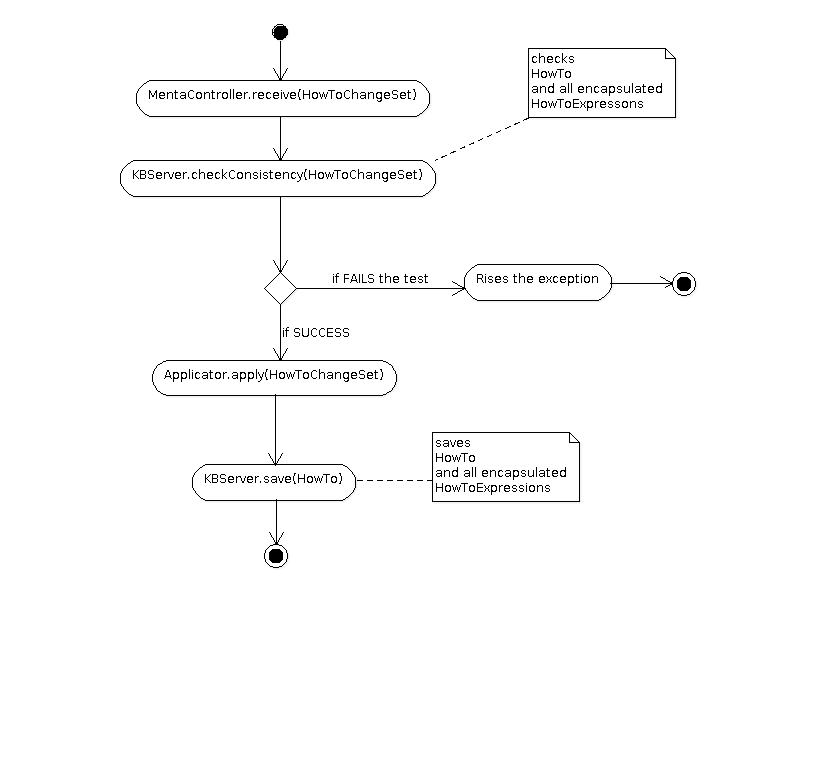 checks
HowTo
and all encapsulated
HowToExpressons
MentaController.receive(HowToChangeSet)
KBServer.checkConsistency(HowToChangeSet)
if FAILS the test
Rises the exception
if SUCCESS
Applicator.apply(HowToChangeSet)
saves
HowTo
and all encapsulated
HowToExpressions
KBServer.save(HowTo)